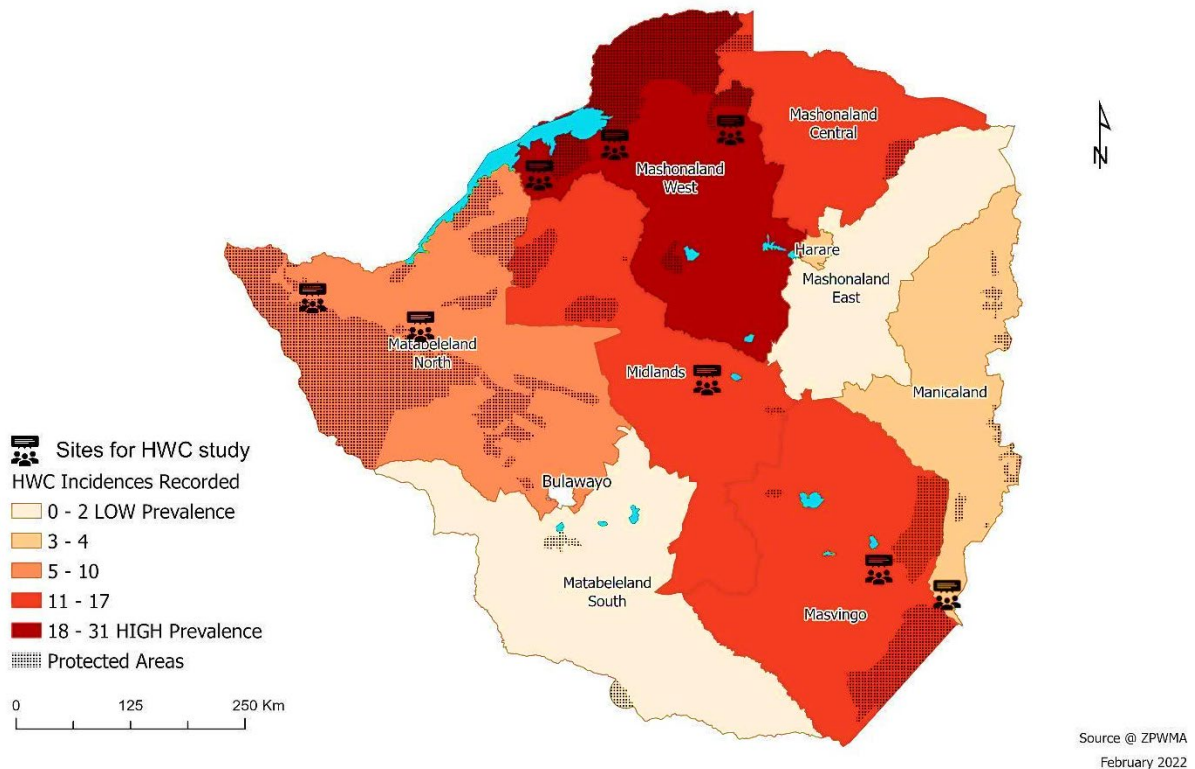 Mashonaland
Central
N
Mashonaland
West
Harare
Mashonaland
East
Matabeleland
North
Midlands
Manicaland
Sites for HWC study
HWC Incidences Recorded
0 - 2 LOW Prevalence
3 - 4
5 - 10
11 - 17
18 - 31 HIGH Prevalence
Protected Areas
Bulawayo
Matabeleland
South
Masvingo
0 125 250 Km
Source @ ZPWMA
February 2022